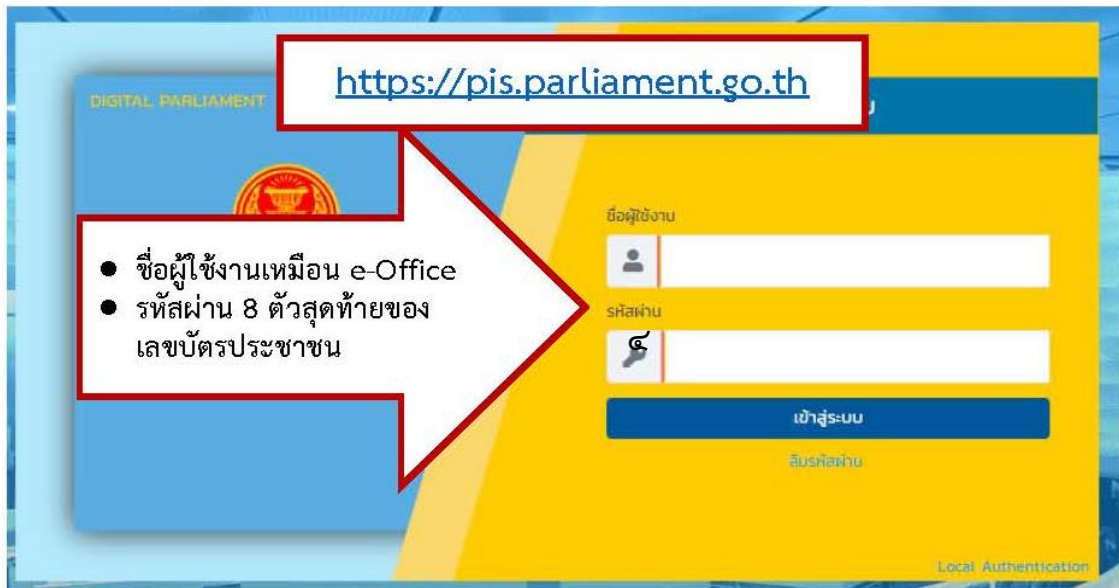 https://pis.parliament.go.th
DIGITAL PARLIAMENT
ชื่อผู้ใช้งาน
● ชื่อผู้ใช้งานเหมือน e-Office
● รหัสผ่าน 8 ตัวสุดท้ายของ
เลขบัตรประชาชน
รหัสผ่าน
๔
เข้าสู่ระบบ
ลืมรหัสผ่าน
Local Authentication